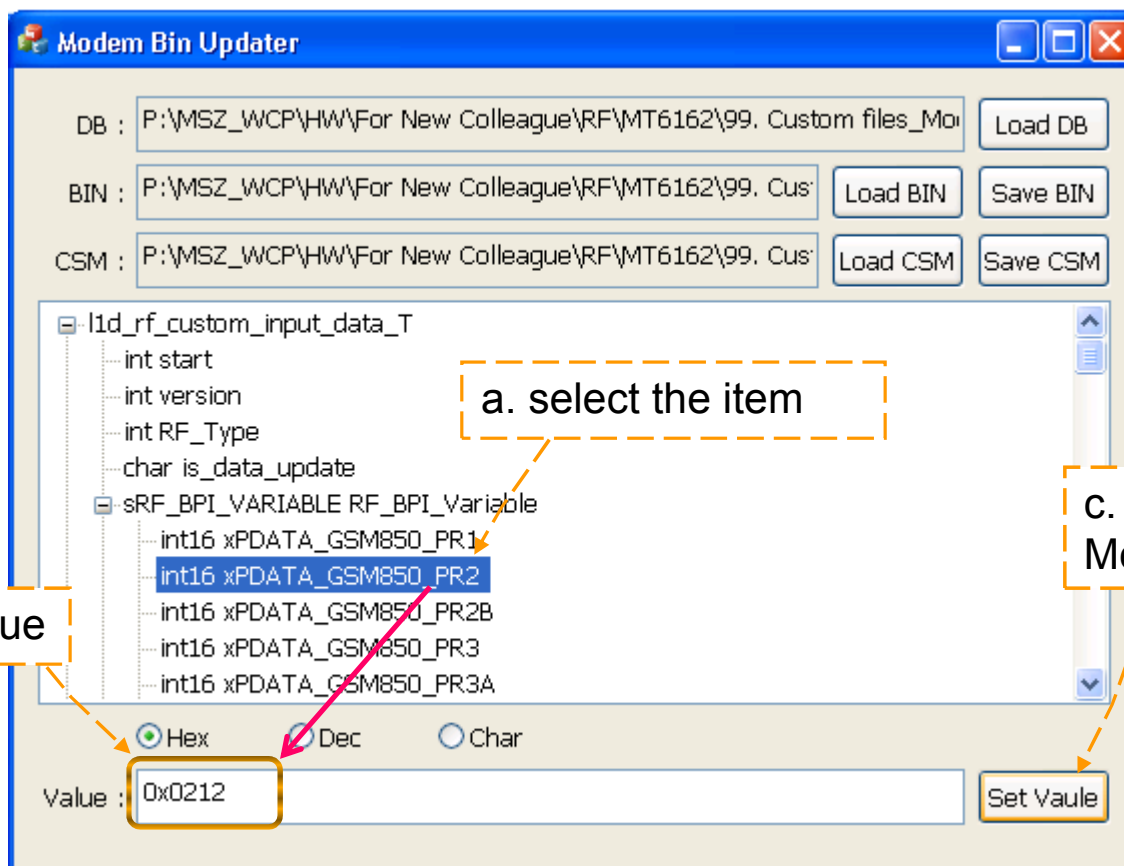 Modem Bin Updater
DB : P:\MSZ_WCP\HW\For New Colleague\RF\MT6162\99. Custom files_Mo Load DB
BIN : P:\MSZ_WCP\HW\For New Colleague\RF\MT6162\99. Cus Load BIN Save BIN
CSM : P:\MSZ_WCP\HW\For New Colleague\RF\MT6162\99. Cus Load CSM Save CSM
l1d_rf_custom_input_data_T
int start
int version
a. select the item
int RF_Type
char is_data_update
sRF_BPI_VARIABLE RF_BPI_Variable
c.
int16 xPDATA_GSM850_PR1
Mo
int16 xPDATA_GSM850_PR2
int16 xPDATA_GSM850_PR2B
ue
int16 xPDATA_GSM850_PR3
int16 xPDATA_GSM850_PR3A
Hex Dec Char
Value : 0x0212 Set Vaule